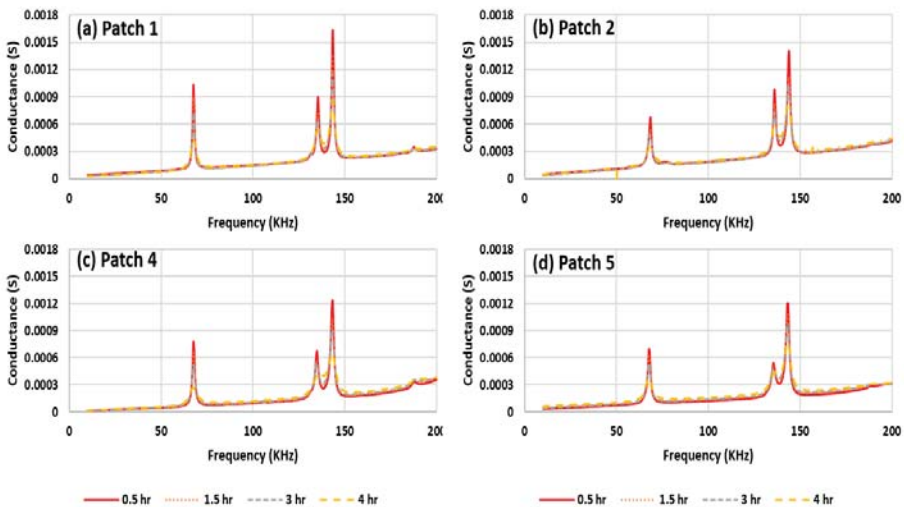 (a) Patch 1
Conductance (S)
0.0018
0.0015
0.0012
0.0009
0.0006
0.0003
0
0 50 100 150 200
Frequency (KHz)
(b) Patch 2
Conductance (S)
0.0018
0.0015
0.0012
0.0009
0.0006
0.0003
0
0 50 100 150 200
Frequency (KHz)
(c) Patch 4
Conductance (S)
0.0018
0.0015
0.0012
0.0009
0.0006
0.0003
0
0 50 100 150 200
Frequency (KHz)
(d) Patch 5
Conductance (S)
0.0018
0.0015
0.0012
0.0009
0.0006
0.0003
0
0 50 100 150 200
Frequency (KHz)
0.5 hr 1.5 hr 3 hr 4 hr
0.5 hr 1.5 hr 3 hr 4 hr